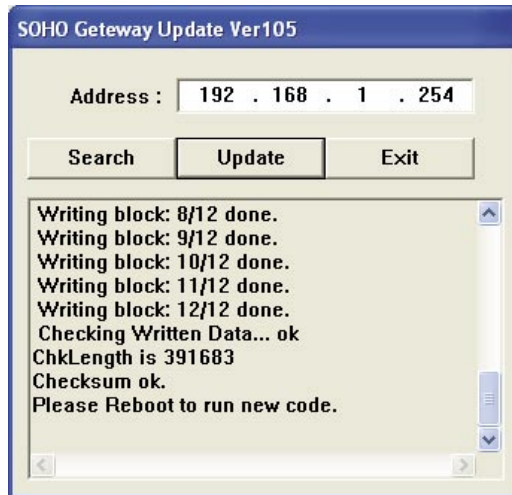 SOHO Geteway Update Ver105
Address : 192 . 168 . 1 . 254
Search Update Exit
Writing block: 8/12 done.
Writing block: 9/12 done.
Writing block: 10/12 done.
Writing block: 11/12 done.
Writing block: 12/12 done.
Checking Written Data... ok
ChkLength is 391683
Checksum ok.
Please Reboot to run new code.